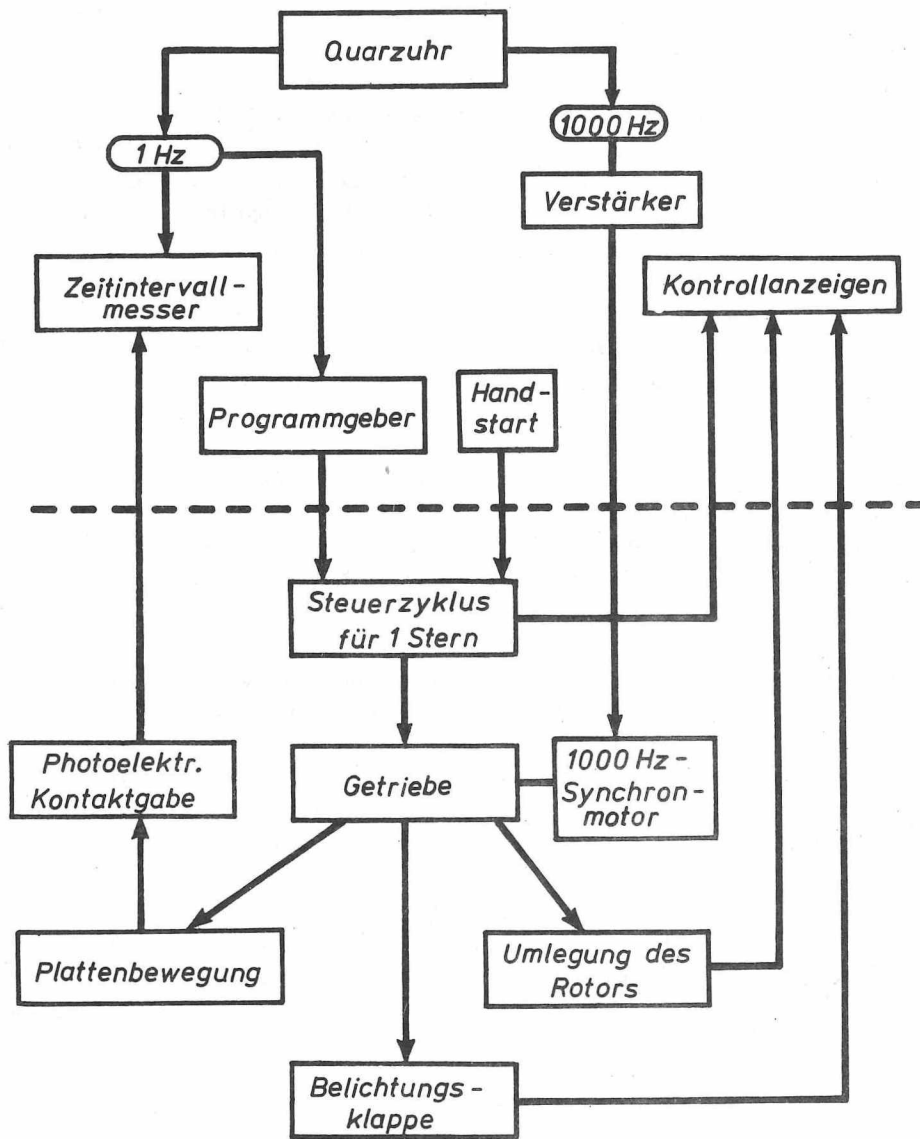 Quarzuhr
1 Hz
1000 Hz
Verstärker
Zeitintervall-
messer
Kontrollanzeigen
Programmgeber
Hand-
start
Steuerzyklus
für 1 Stern
Photoelektr.
Kontaktgabe
Getriebe
1000 Hz-
Synchron-
motor
Plattenbewegung
Umlegung des
Rotors
Belichtungs-
klappe